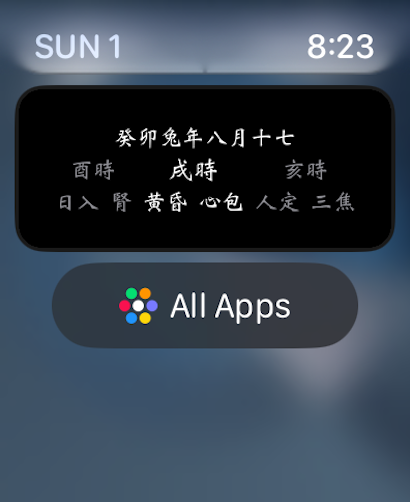 SUN 1 8:23
癸卯兔年八月十七
酉時 戌時 亥時
日入 腎 黃昏 心包 人定 三焦
All Apps